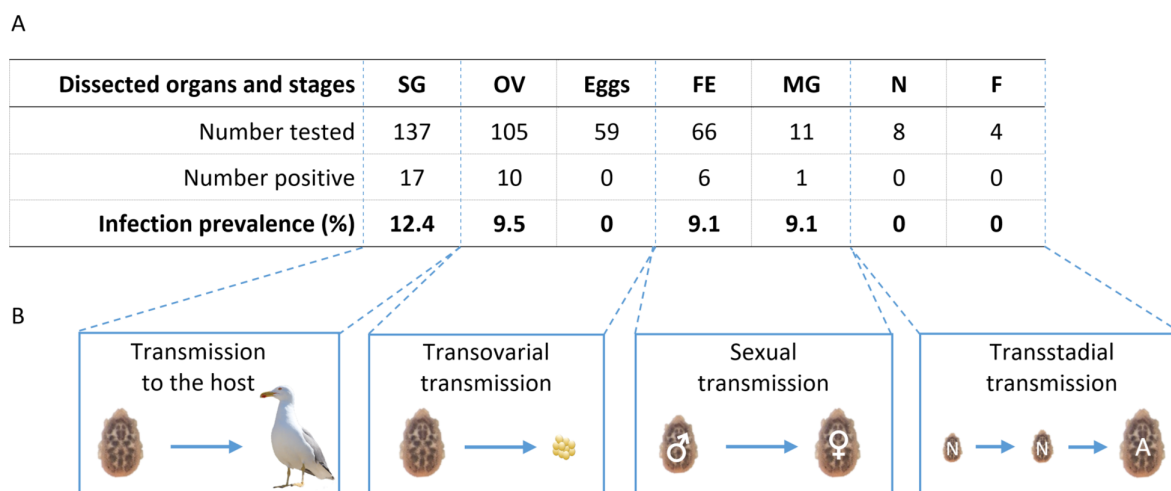 A
Dissected organs and stages SG OV Eggs FE MG N F
Number tested 137 105 59 66 11 8 4
Number positive 17 10 0 6 1 0 0
Infection prevalence (%) 12.4 9.5 0 9.1 9.1 0 0
B
Transmission
to the host
Transovarial
transmission
Sexual
transmission
♂ ♀
Transstadial
transmission
N N A